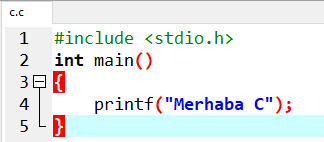 c.c
1 #include <stdio.h>
2 int main()
3 {
4 printf("Merhaba C");
5 }